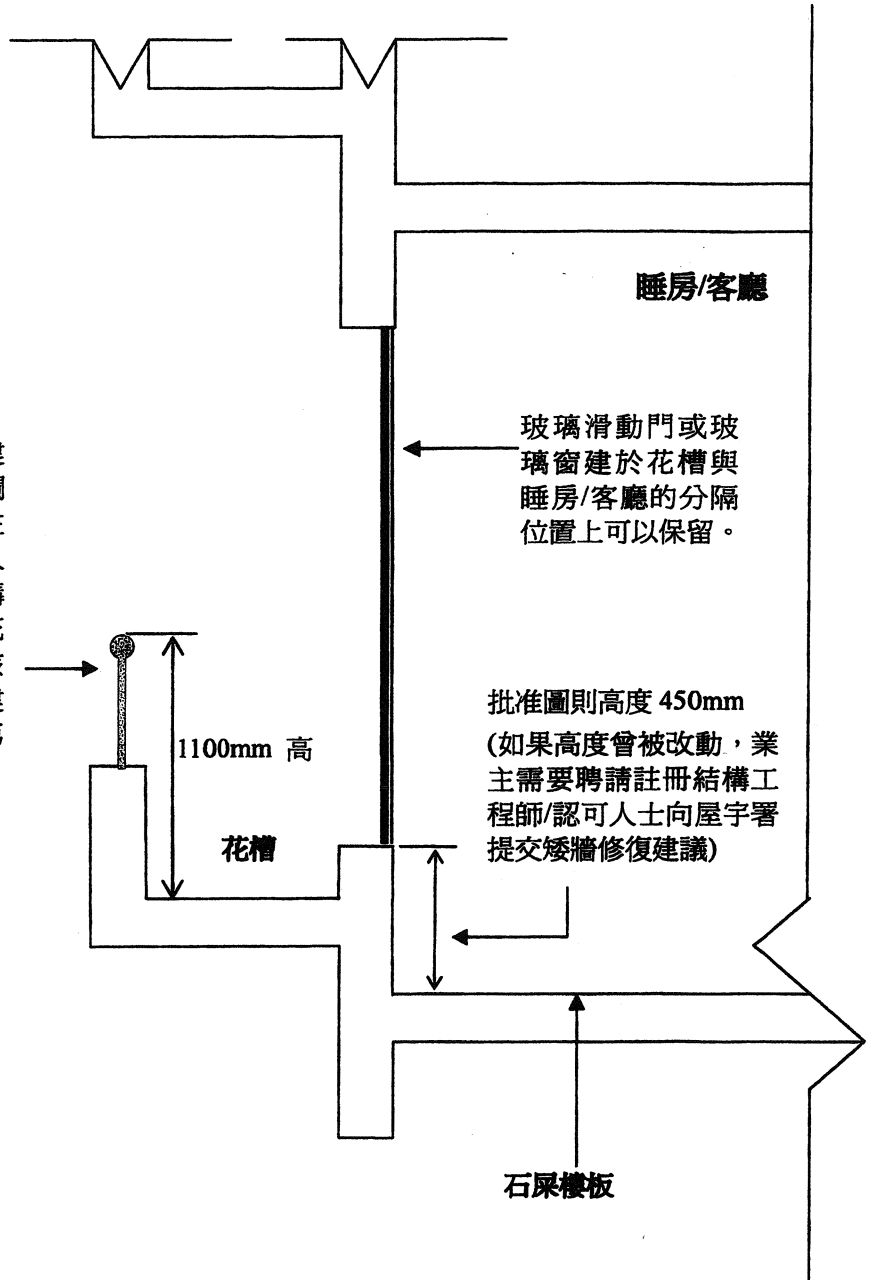 睡房/客廳
玻璃滑動門或玻
璃窗建於花槽與
睡房/客廳的分隔
位置上可以保留。
批准圖則高度 450mm
(如果高度曾被改動，業
主需要聘請註冊結構工
程師/認可人士向屋宇署
提交矮牆修復建議)
1100mm 高
花槽
石屎樓板